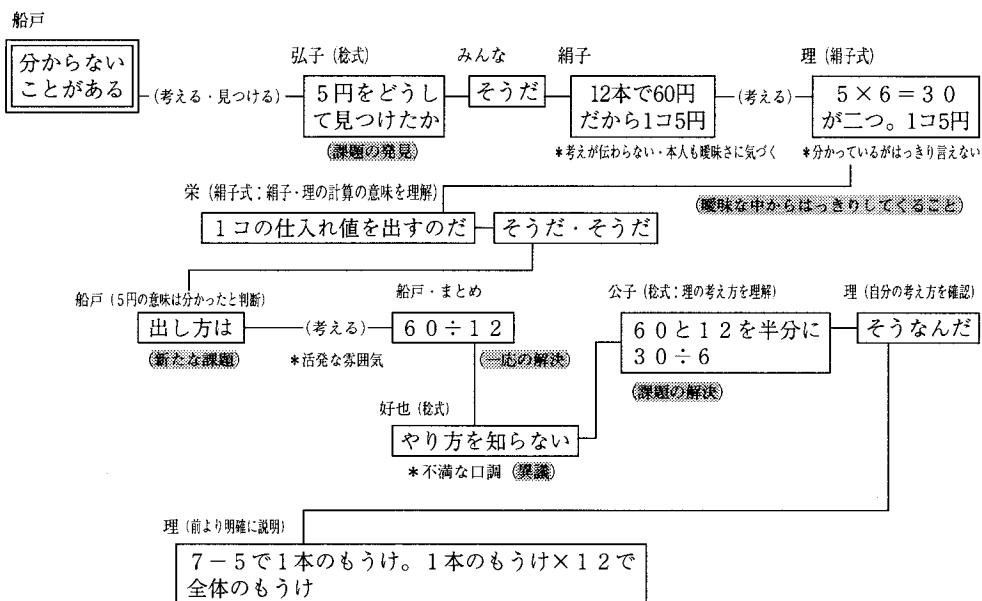 船戸
分からない
ことがある
(考える・見つける)
弘子(稔式)
5円をどうし
て見つけたか
(課題の発見)
みんな
そうだ
絹子
12本で60円
だから1コ5円
*考えが伝わらない・本人も曖昧さに気づく
(考える)
理(絹子式)
5×6=30
が二つ。1コ5円
*分かっているがはっきり言えない
(曖昧な中からはっきりしてくること)
栄(絹子式:絹子・理の計算の意味を理解)
1コの仕入れ値を出すのだ
そうだ・そうだ
船戸(5円の意味は分かったと判断)
出し方は
(新たな課題)
(考える)
*活発な雰囲気
船戸・まとめ
60÷12
(一応の解決)
好也(稔式)
やり方を知らない
*不満な口調(異議)
公子(稔式:理の考え方を理解)
60と12を半分に
30÷6
(課題の解決)
理(自分の考え方を確認)
そうなんだ
理(前より明確に説明)
7-5で1本のもうけ。1本のもうけ×12で
全体のもうけ